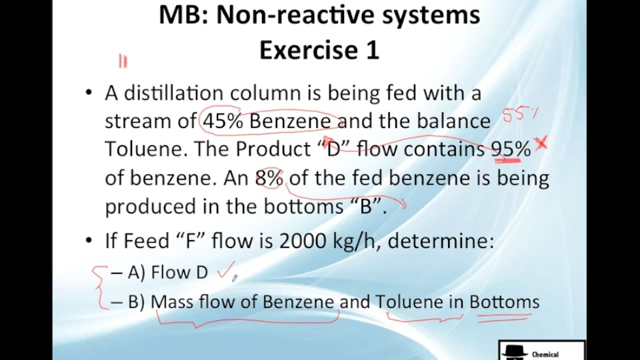 MB: Non-reactive systems
Exercise 1
• A distillation column is being fed with a
stream of 45% Benzene and the balance 55%
Toluene. The Product “D” flow contains 95%
of benzene. An 8% of the fed benzene is being
produced in the bottoms “B”.
• If Feed “F” flow is 2000 kg/h, determine:
– A) Flow D
– B) Mass flow of Benzene and Toluene in Bottoms
Chemical